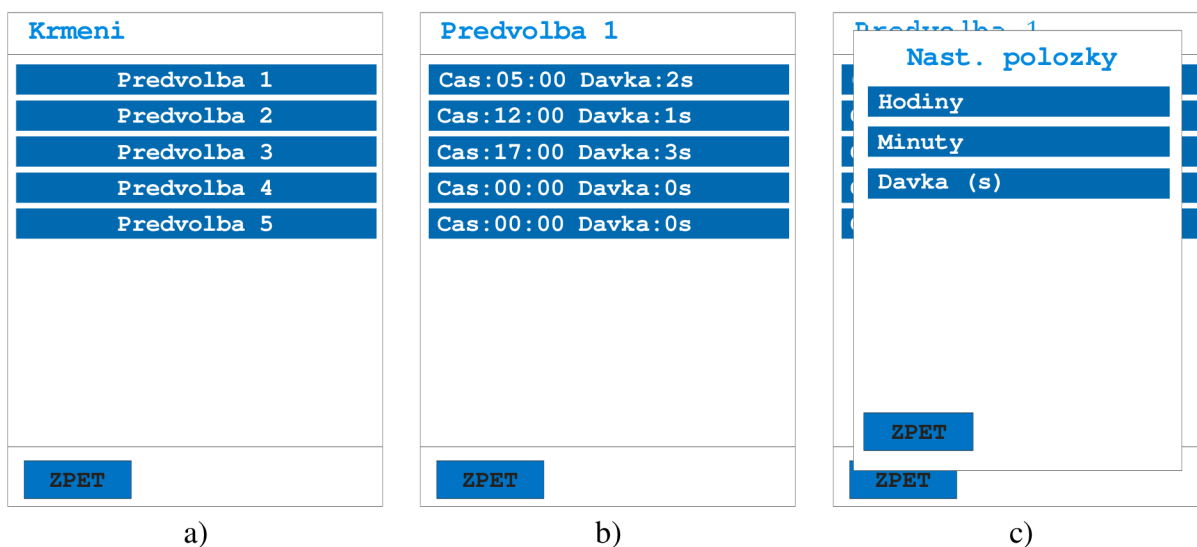 Krmeni
Predvolba 1
Predvolba 2
Predvolba 3
Predvolba 4
Predvolba 5
ZPET
a)
Predvolba 1
Cas:05:00 Davka:2s
Cas:12:00 Davka:1s
Cas:17:00 Davka:3s
Cas:00:00 Davka:0s
Cas:00:00 Davka:0s
ZPET
b)
Predvolba 1
Nast. polozky
Hodiny
Minuty
Davka (s)
ZPET
ZPET
c)